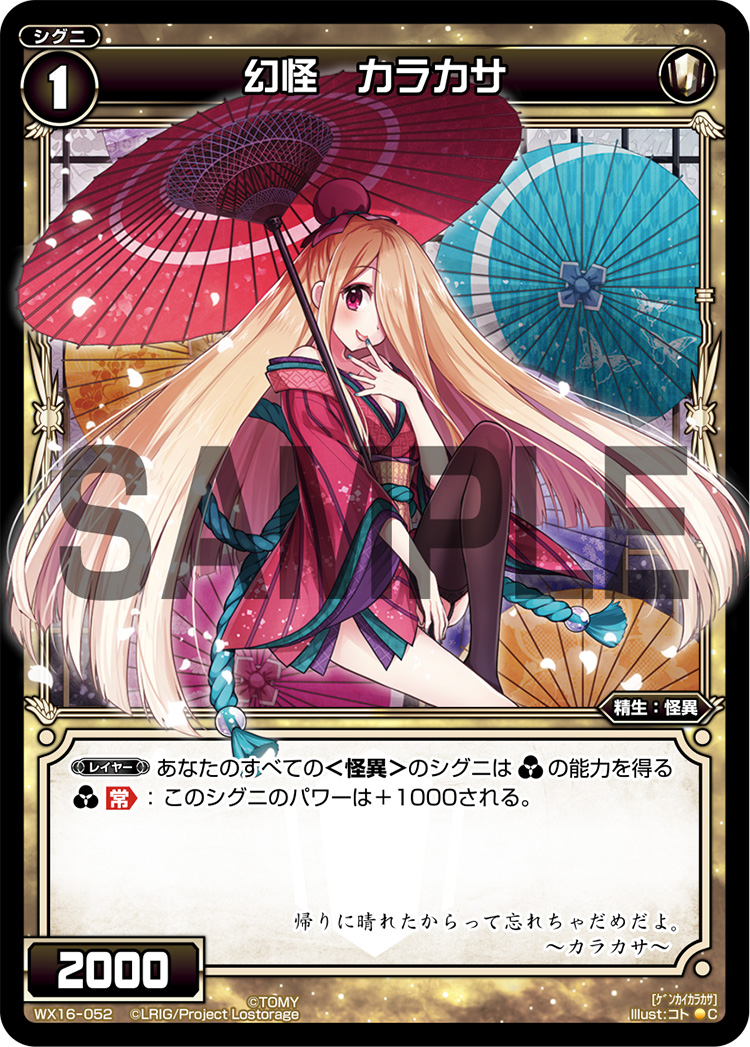 シグニ
1
幻怪 カラカサ
SAMPLE
精生：怪異
レイヤー あなたのすべての＜怪異＞のシグニは の能力を得る
常 ：このシグニのパワーは＋1000される。
帰りに晴れたからって忘れちゃだめだよ。
～カラカサ～
2000
©TOMY
[ｹﾞﾝｶｲｶﾗｶｻ]
WX16-052 ©LRIG/Project Lostorage
Illust:コト C